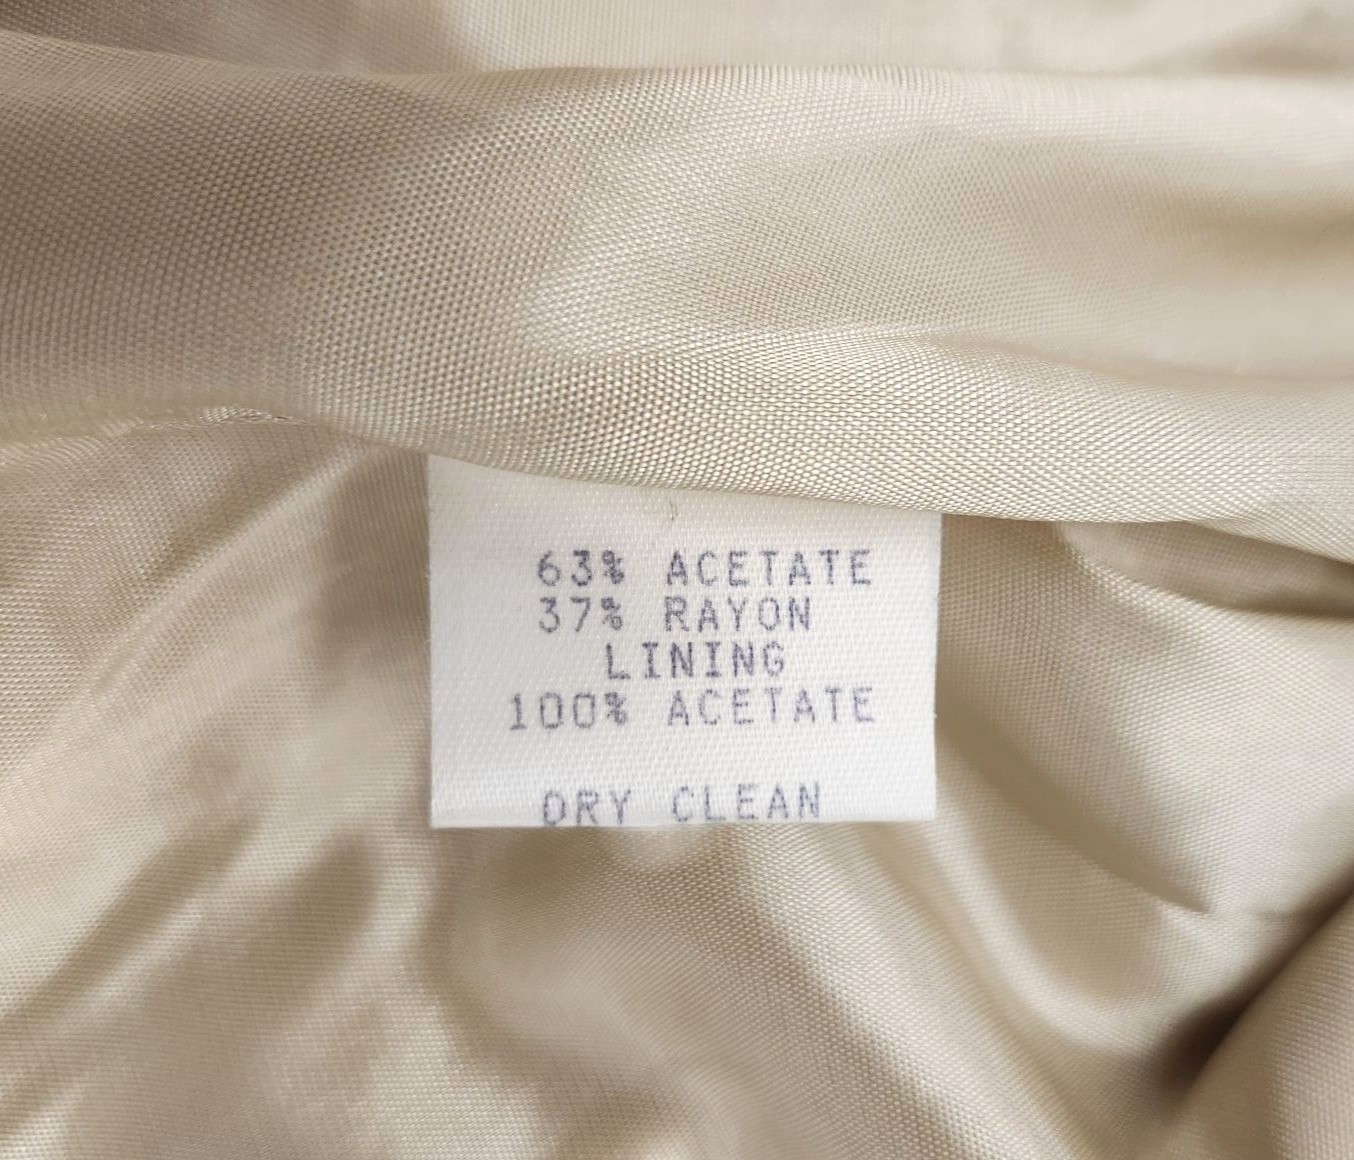 63% ACETATE
37% RAYON
LINING
100% ACETATE
DRY CLEAN